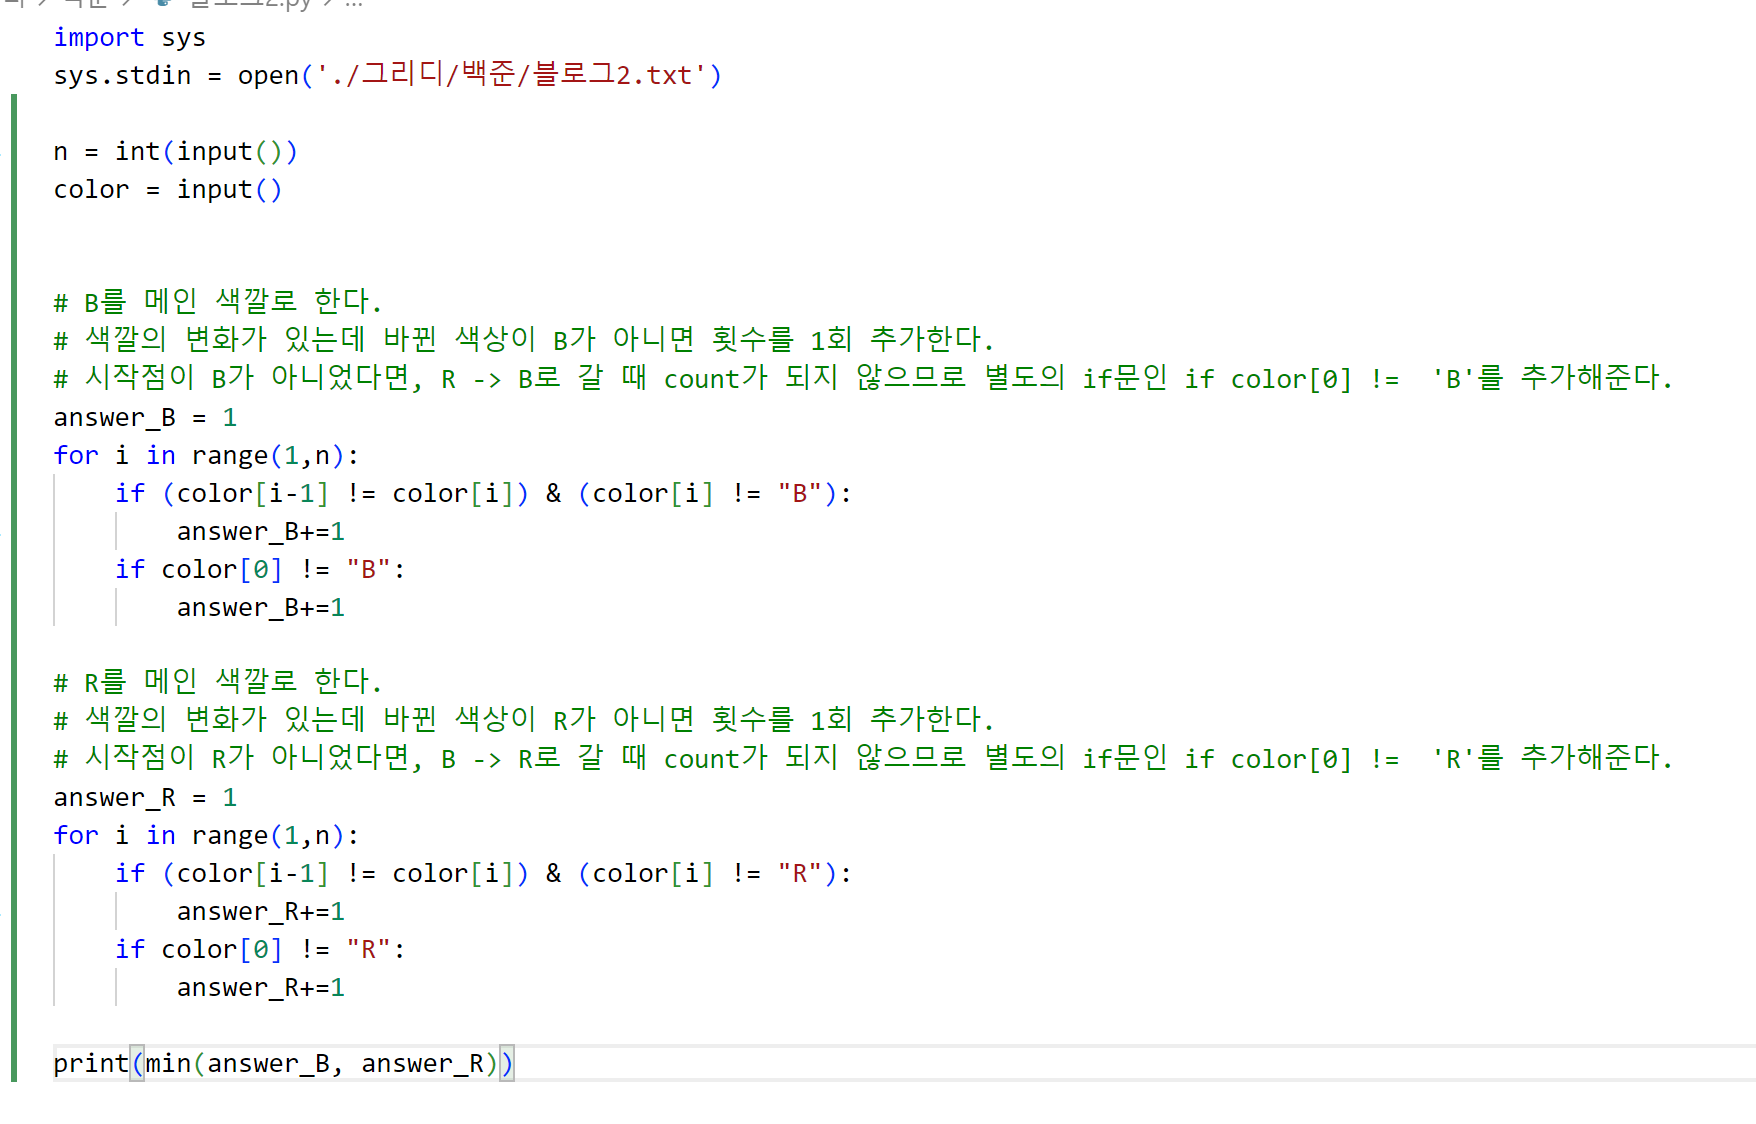 블로그2.py > ...
import sys
sys.stdin = open('./그리디/백준/블로그2.txt')
n = int(input())
color = input()
# B를 메인 색깔로 한다.
# 색깔의 변화가 있는데 바뀐 색상이 B가 아니면 횟수를 1회 추가한다.
# 시작점이 B가 아니었다면, R -> B로 갈 때 count가 되지 않으므로 별도의 if문인 if color[0] !=  'B'를 추가해준다.
answer_B = 1
for i in range(1,n):
    if (color[i-1] != color[i]) & (color[i] != "B"):
        answer_B+=1
    if color[0] != "B":
        answer_B+=1
# R를 메인 색깔로 한다.
# 색깔의 변화가 있는데 바뀐 색상이 R가 아니면 횟수를 1회 추가한다.
# 시작점이 R가 아니었다면, B -> R로 갈 때 count가 되지 않으므로 별도의 if문인 if color[0] !=  'R'를 추가해준다.
answer_R = 1
for i in range(1,n):
    if (color[i-1] != color[i]) & (color[i] != "R"):
        answer_R+=1
    if color[0] != "R":
        answer_R+=1
print(min(answer_B, answer_R))